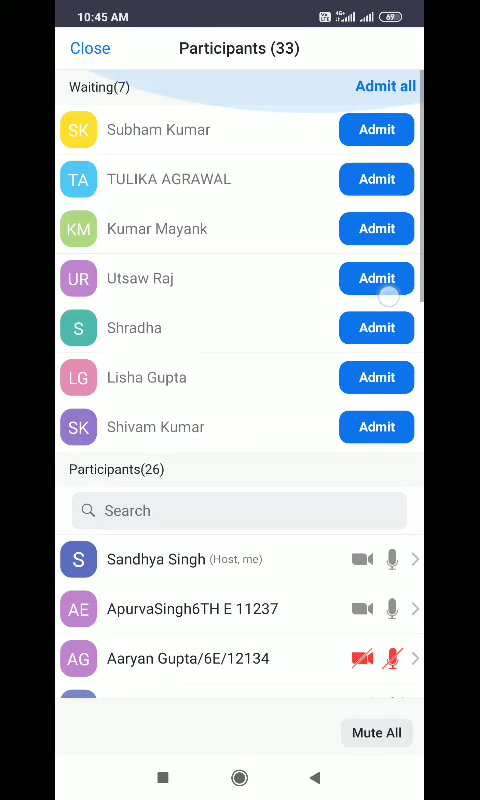 10:45 AM 4G+ 69
Close Participants (33)
Waiting(7) Admit all
SK Subham Kumar Admit
TA TULIKA AGRAWAL Admit
KM Kumar Mayank Admit
UR Utsaw Raj Admit
S Shradha Admit
LG Lisha Gupta Admit
SK Shivam Kumar Admit
Participants(26)
Search
S Sandhya Singh (Host, me)
AE ApurvaSingh6TH E 11237
AG Aaryan Gupta/6E/12134
Mute All